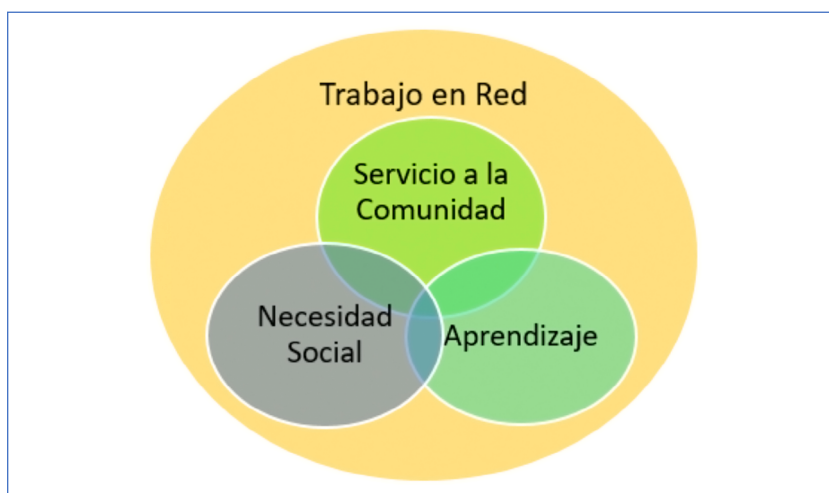 Trabajo en Red
Servicio a la
Comunidad
Necesidad
Social
Aprendizaje